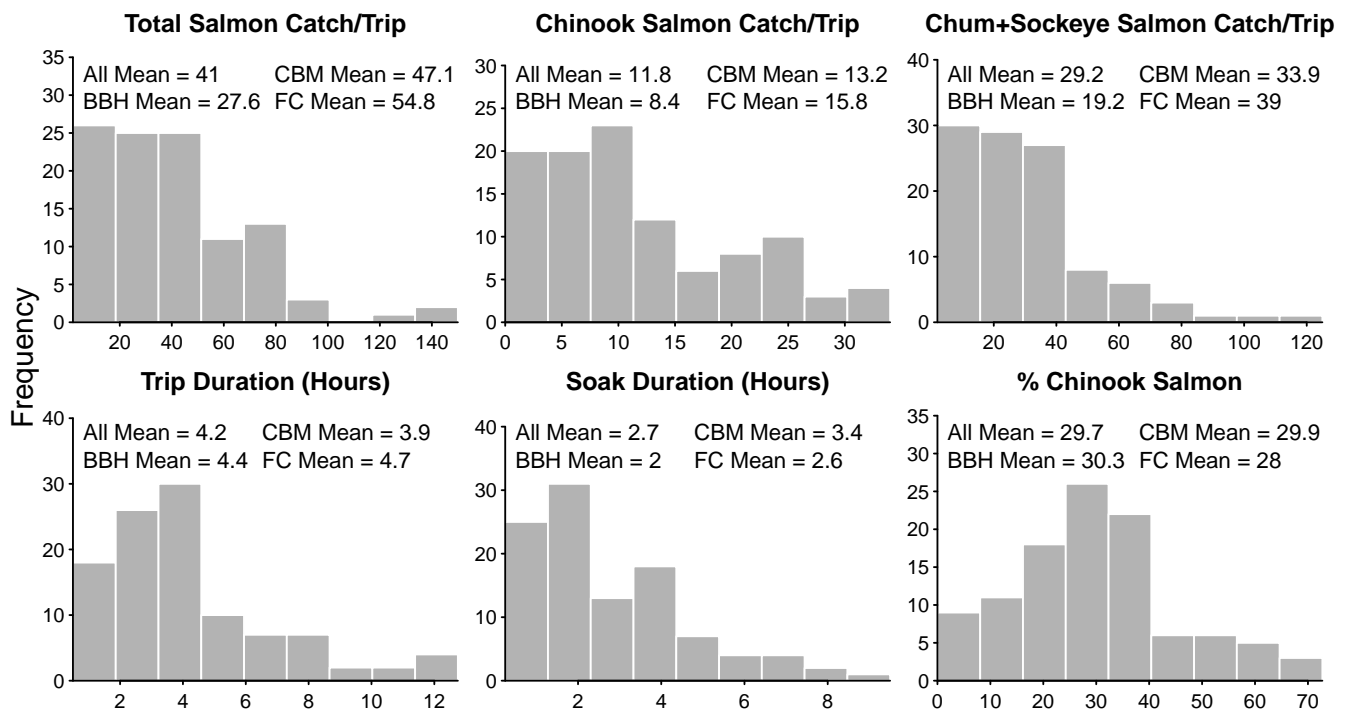 Total Salmon Catch/Trip
All Mean = 41 CBM Mean = 47.1
BBH Mean = 27.6 FC Mean = 54.8
35
30
25
20
15
10
5
0
20 40 60 80 100 120 140
Chinook Salmon Catch/Trip
All Mean = 11.8 CBM Mean = 13.2
BBH Mean = 8.4 FC Mean = 15.8
30
25
20
15
10
5
0
0 5 10 15 20 25 30
Chum+Sockeye Salmon Catch/Trip
All Mean = 29.2 CBM Mean = 33.9
BBH Mean = 19.2 FC Mean = 39
40
30
20
10
0
20 40 60 80 100 120
Frequency
Trip Duration (Hours)
All Mean = 4.2 CBM Mean = 3.9
BBH Mean = 4.4 FC Mean = 4.7
40
30
20
10
0
2 4 6 8 10 12
Soak Duration (Hours)
All Mean = 2.7 CBM Mean = 3.4
BBH Mean = 2 FC Mean = 2.6
40
30
20
10
0
2 4 6 8
% Chinook Salmon
All Mean = 29.7 CBM Mean = 29.9
BBH Mean = 30.3 FC Mean = 28
35
30
25
20
15
10
5
0
0 10 20 30 40 50 60 70